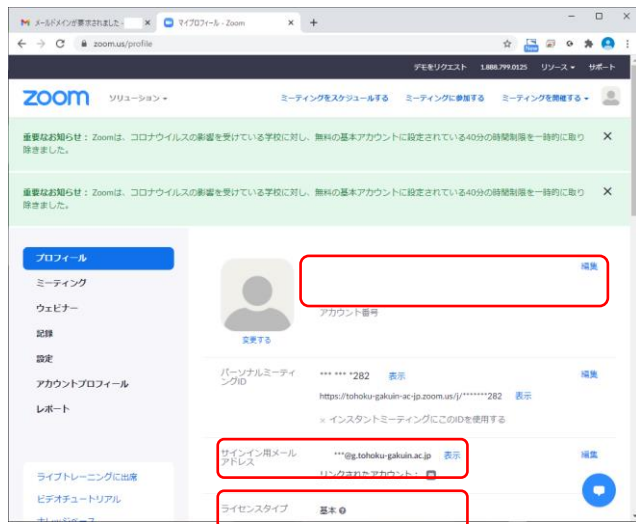 メールドメインが要求されました -
マイプロフィール - Zoom
zoom.us/profile
New
デモをリクエスト 1.888.799.0125 リソース サポート
zoom ソリューション ミーティングをスケジュールする ミーティングに参加する ミーティングを開催する
重要なお知らせ： Zoomは、コロナウイルスの影響を受けている学校に対し、無料の基本アカウントに設定されている40分の時間制限を一時的に取り
除きました。
重要なお知らせ： Zoomは、コロナウイルスの影響を受けている学校に対し、無料の基本アカウントに設定されている40分の時間制限を一時的に取り
除きました。
プロフィール
ミーティング
ウェビナー
記録
設定
アカウントプロフィール
レポート
ライブトレーニングに出席
ビデオチュートリアル
ナレッジベース
編集
アカウント番号
変更する
パーソナルミーティ
ングID
*** *** *282 表示 編集
https://tohoku-gakuin-ac-jp.zoom.us/j/*******282 表示
× インスタントミーティングにこのIDを使用する
サインイン用メール
アドレス
***@g.tohoku-gakuin.ac.jp 表示 編集
リンクされたアカウント：
ライセンスタイプ 基本